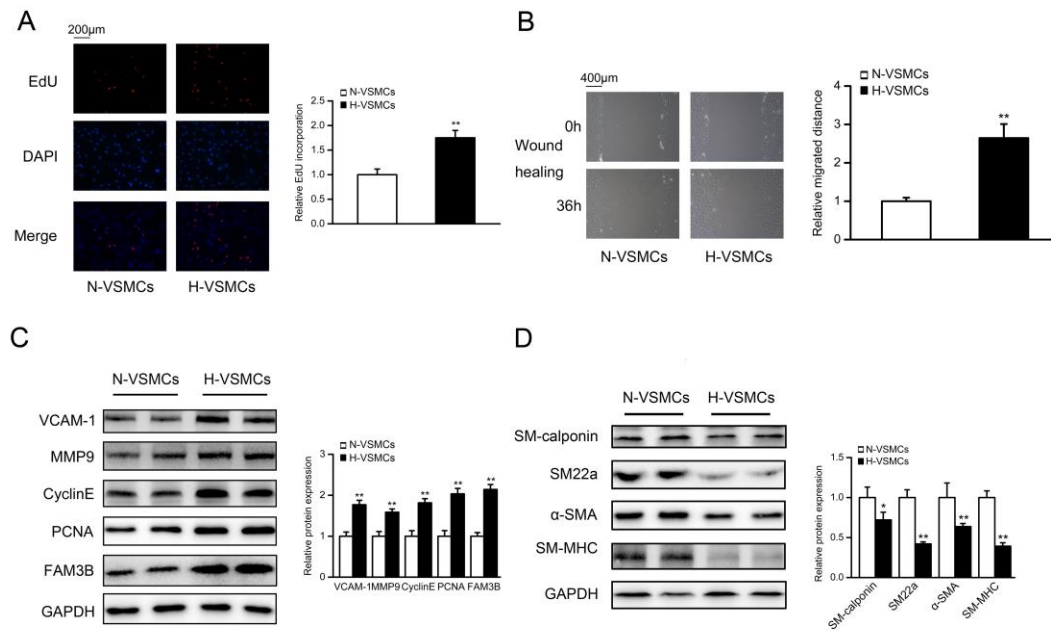 A
200μm
EdU
DAPI
Merge
N-VSMCs
H-VSMCs
N-VSMCs
H-VSMCs
Relative EdU incorporation
2.5
2.0
1.5
1.0
0.5
0.0
**
B
400μm
0h
Wound
healing
36h
N-VSMCs
H-VSMCs
N-VSMCs
H-VSMCs
Relative migrated distance
4
3
2
1
0
**
C
N-VSMCs
H-VSMCs
VCAM-1
MMP9
CyclinE
PCNA
FAM3B
GAPDH
N-VSMCs
H-VSMCs
Relative protein expression
3
2
1
0
**
**
**
**
**
VCAM-1 MMP9 CyclinE PCNA FAM3B
D
N-VSMCs
H-VSMCs
SM-calponin
SM22a
α-SMA
SM-MHC
GAPDH
N-VSMCs
H-VSMCs
Relative protein expression
1.5
1.0
0.5
0.0
*
**
**
**
SM-calponin
SM22a
α-SMA
SM-MHC